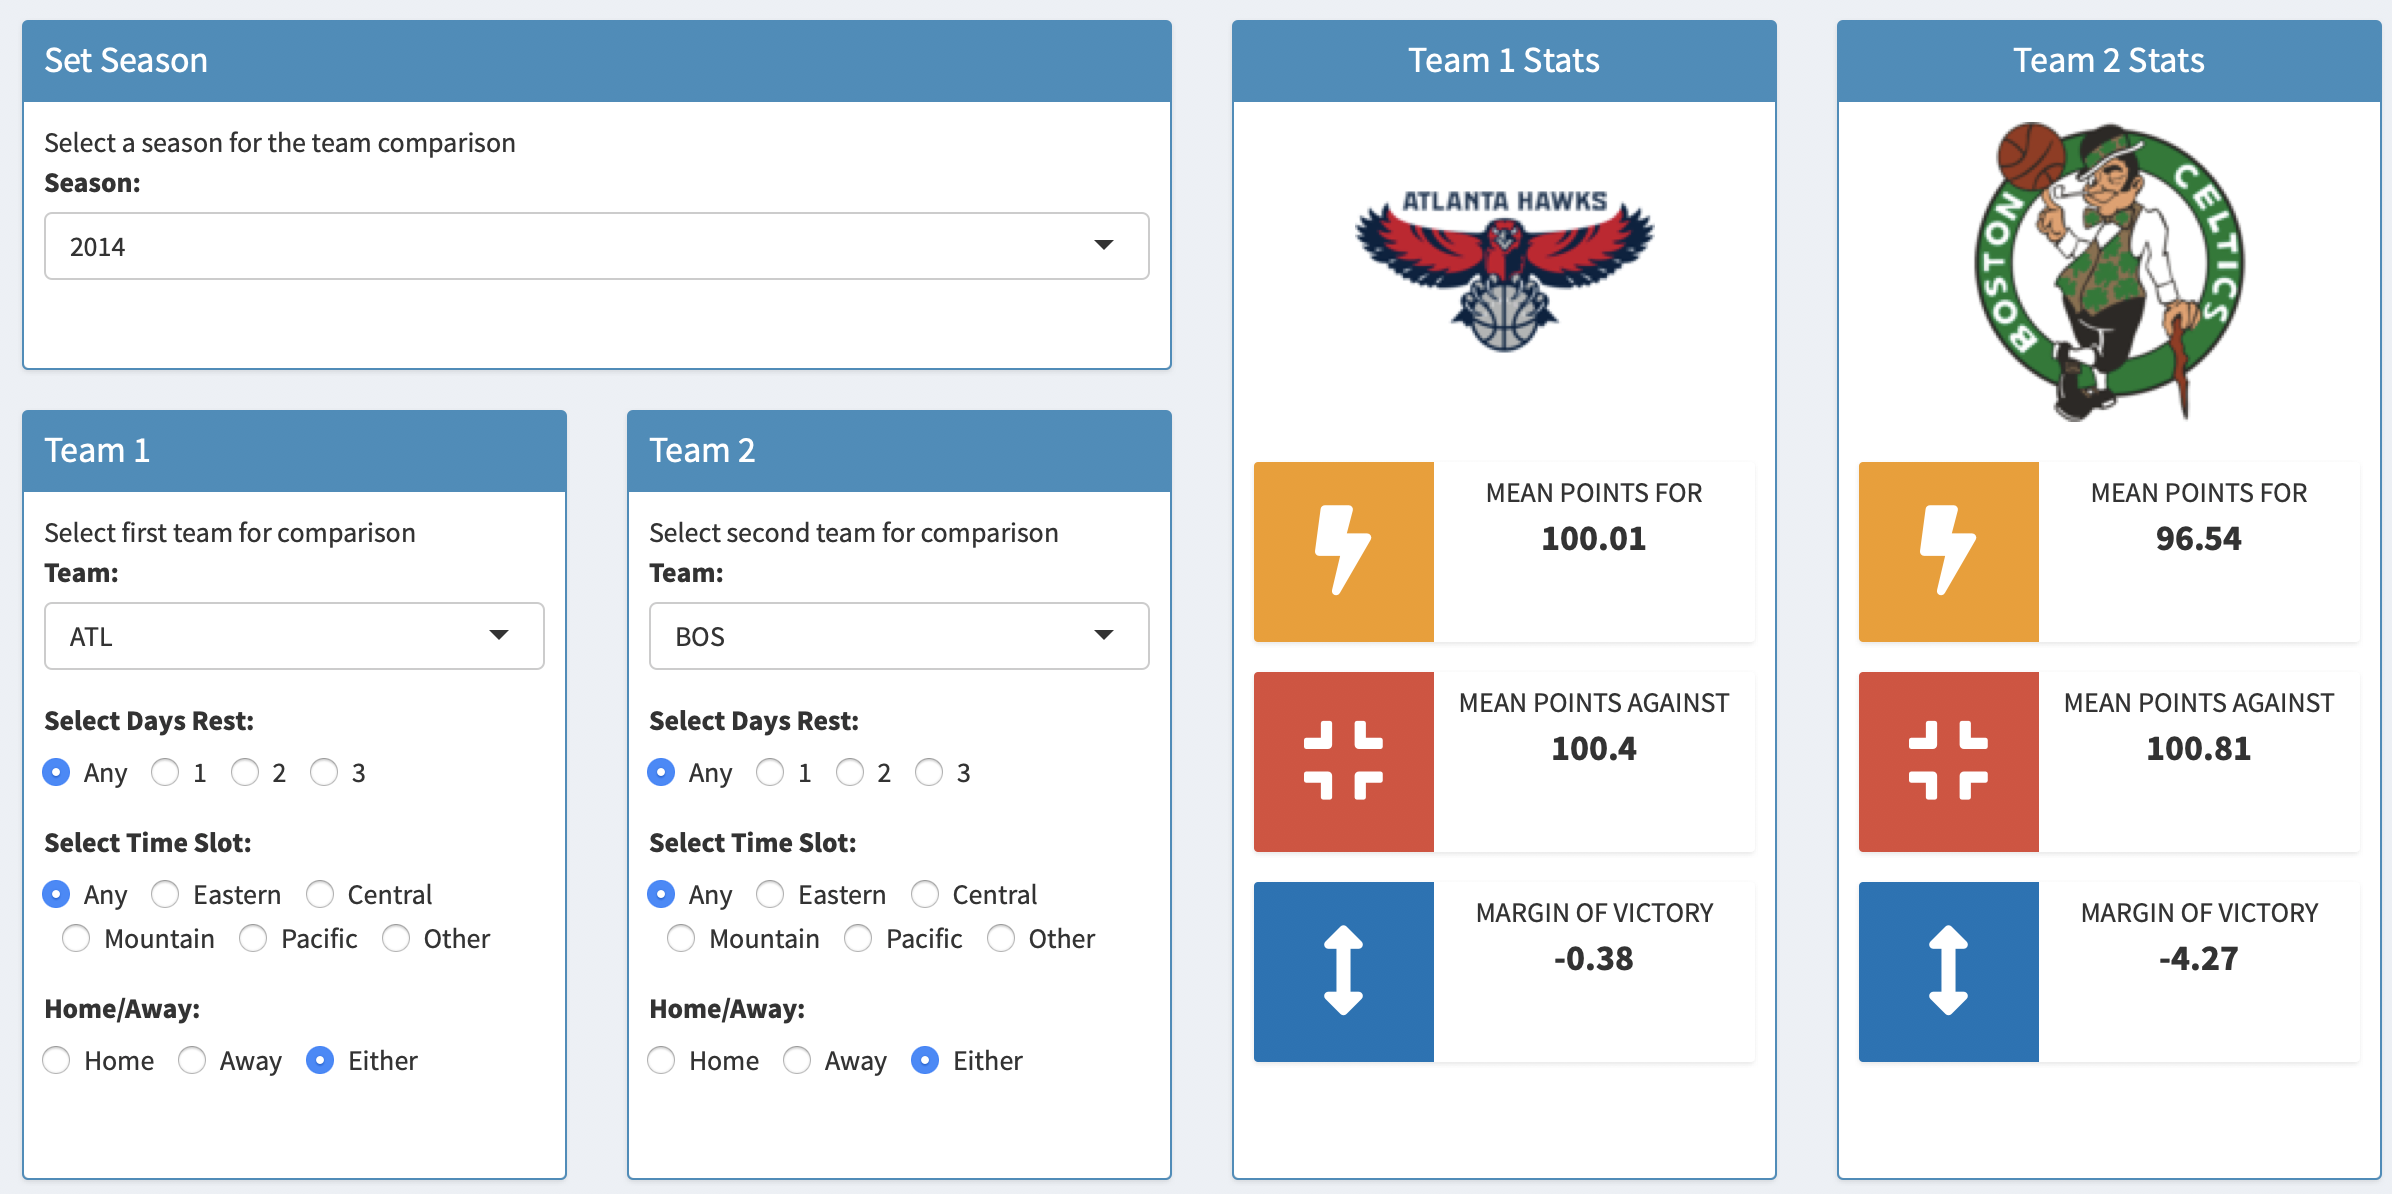 Set Season
Select a season for the team comparison
Season:
2014
Team 1
Select first team for comparison
Team:
ATL
Select Days Rest:
Any 1 2 3
Select Time Slot:
Any Eastern Central
Mountain Pacific Other
Home/Away:
Home Away Either
Team 2
Select second team for comparison
Team:
BOS
Select Days Rest:
Any 1 2 3
Select Time Slot:
Any Eastern Central
Mountain Pacific Other
Home/Away:
Home Away Either
Team 1 Stats
ATLANTA HAWKS
MEAN POINTS FOR
100.01
MEAN POINTS AGAINST
100.4
MARGIN OF VICTORY
-0.38
Team 2 Stats
BOSTON CELTICS
MEAN POINTS FOR
96.54
MEAN POINTS AGAINST
100.81
MARGIN OF VICTORY
-4.27